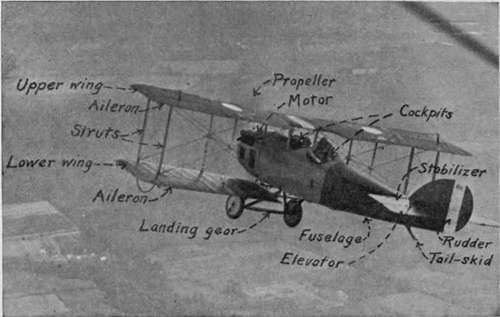 Propeller
Upper wing
Motor
Aileron
Cockpits
Struts
Lower wing
Stabilizer
Aileron
Landing gear
Fuselage
Rudder
Elevator
Tail-skid